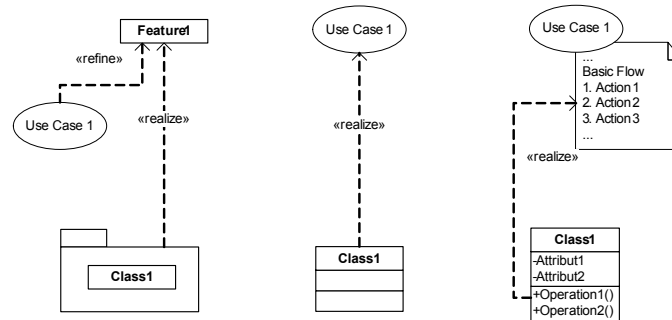 Feature1
«refine»
Use Case 1
«realize»
Class1
Use Case 1
«realize»
Class1
Use Case 1
...
Basic Flow
1. Action1
2. Action2
3. Action3
...
«realize»
Class1
-Attribut1
-Attribut2
+Operation1()
+Operation2()